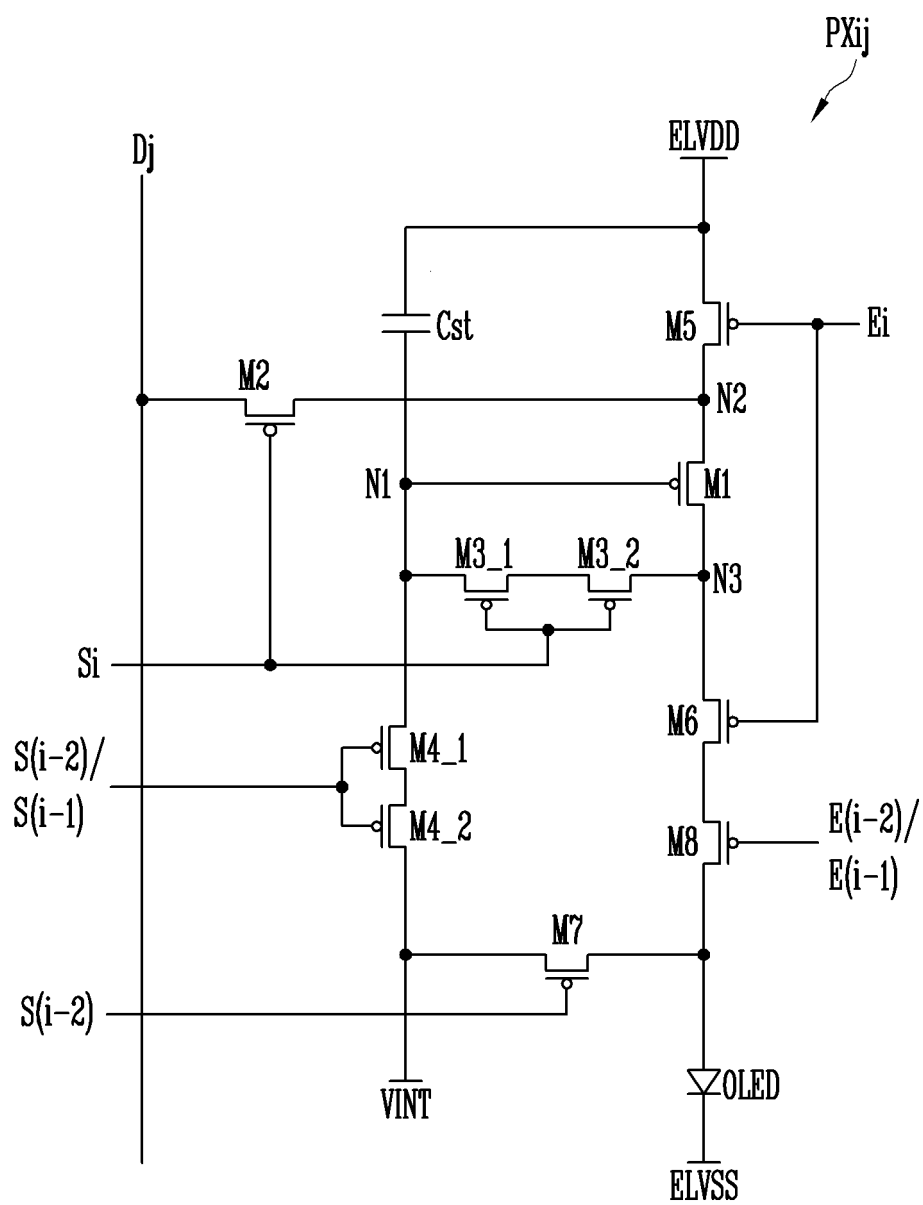 PXij
Dj
ELVDD
Cst
M5
Ei
M2
N2
N1
M1
M3_1
M3_2
N3
Si
M6
S(i-2)/
S(i-1)
M4_1
M4_2
M8
E(i-2)/
E(i-1)
M7
S(i-2)
VINT
OLED
ELVSS